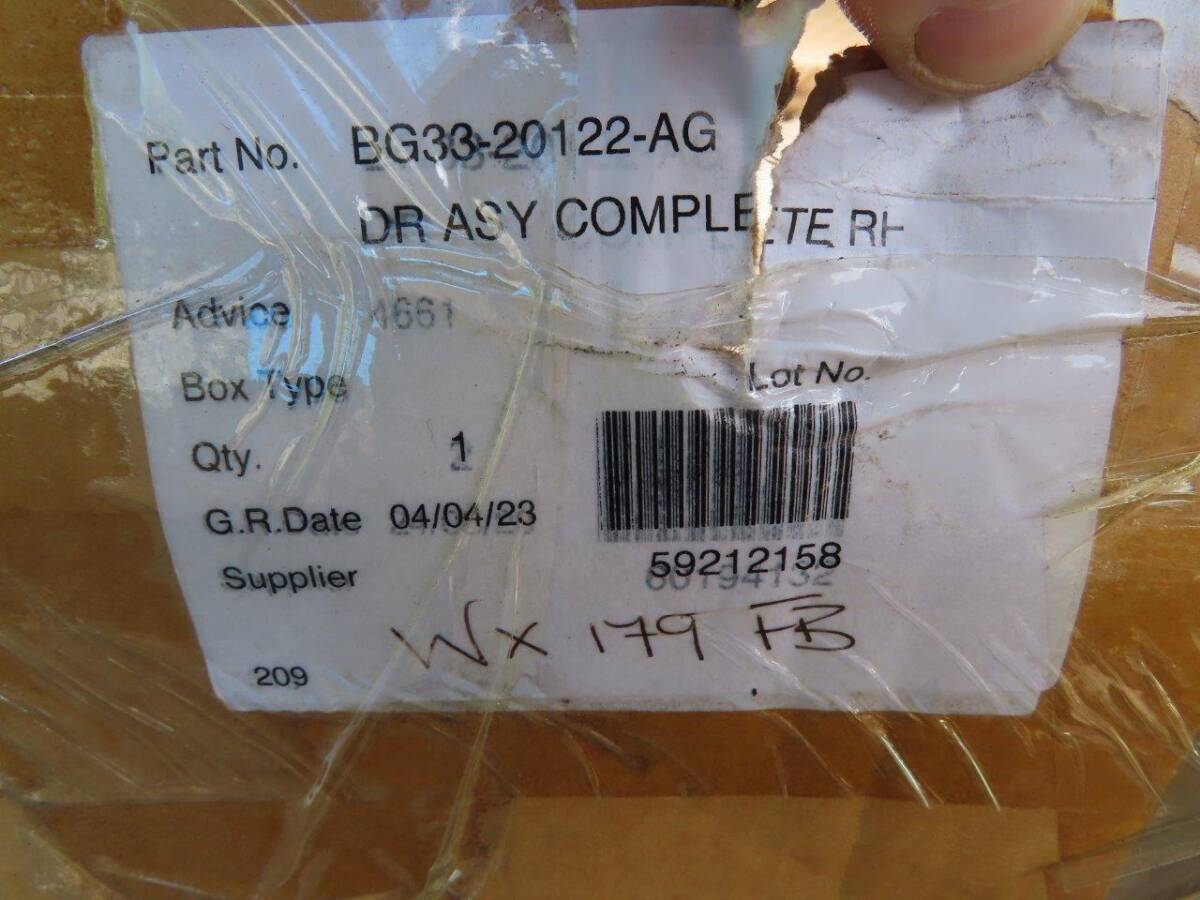 Part No. BG33-20122-AG
DR ASY COMPLETE RH
Advice 4661
Box Type
Lot No.
Qty. 1
G.R.Date 04/04/23
59212158
Supplier
WX 179 FB
209